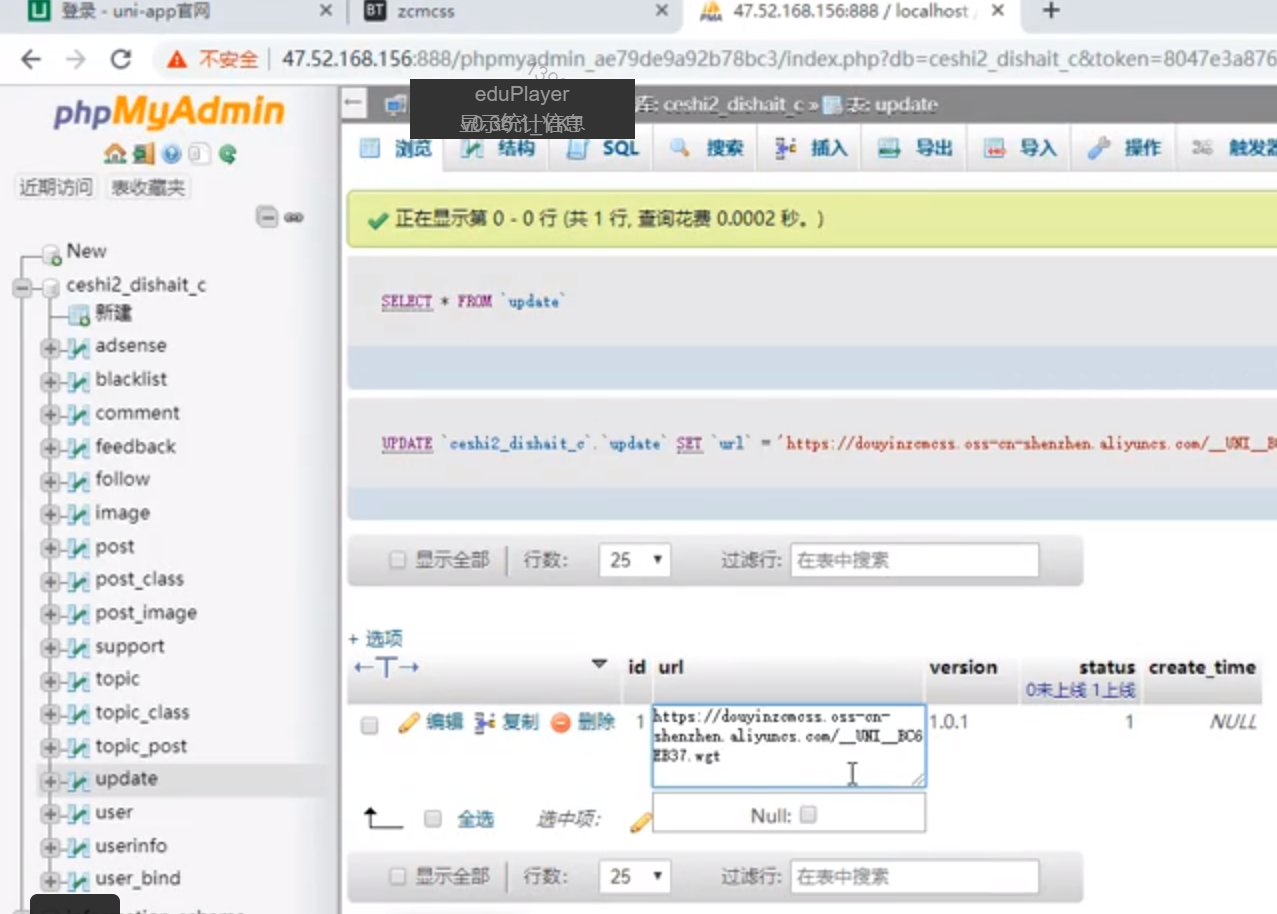 登录 - uni-app官网
zcmcss
47.52.168.156:888 / localhost
不安全
47.52.168.156:888/phpmyadmin_ae79de9a92b78bc3/index.php?db=ceshi2_dishait_c&token=8047e3a876
phpMyAdmin
近期访问
表收藏夹
New
ceshi2_dishait_c
新建
adsense
blacklist
comment
feedback
follow
image
post
post_class
post_image
support
topic
topic_class
topic_post
update
user
userinfo
user_bind
eduPlayer
库: ceshi2_dishait_c » 表: update
浏览
结构
SQL
搜索
插入
导出
导入
操作
触发器
正在显示第 0 - 0 行 (共 1 行, 查询花费 0.0002 秒。)
SELECT * FROM `update`
UPDATE `ceshi2_dishait_c`.`update` SET `url` = 'https://douyinzcmcss.oss-cn-shenzhen.aliyuncs.com/__UNI__B
显示全部
行数:
25
过滤行:
在表中搜索
+ 选项
id
url
version
status
create_time
0未上线 1上线
编辑
复制
删除
1
https://douyinzcmcss.oss-cn-
shenzhen.aliyuncs.com/__UNI__BC6
EB37.wgt
1.0.1
1
NULL
Null:
全选
选中项:
显示全部
行数:
25
过滤行:
在表中搜索